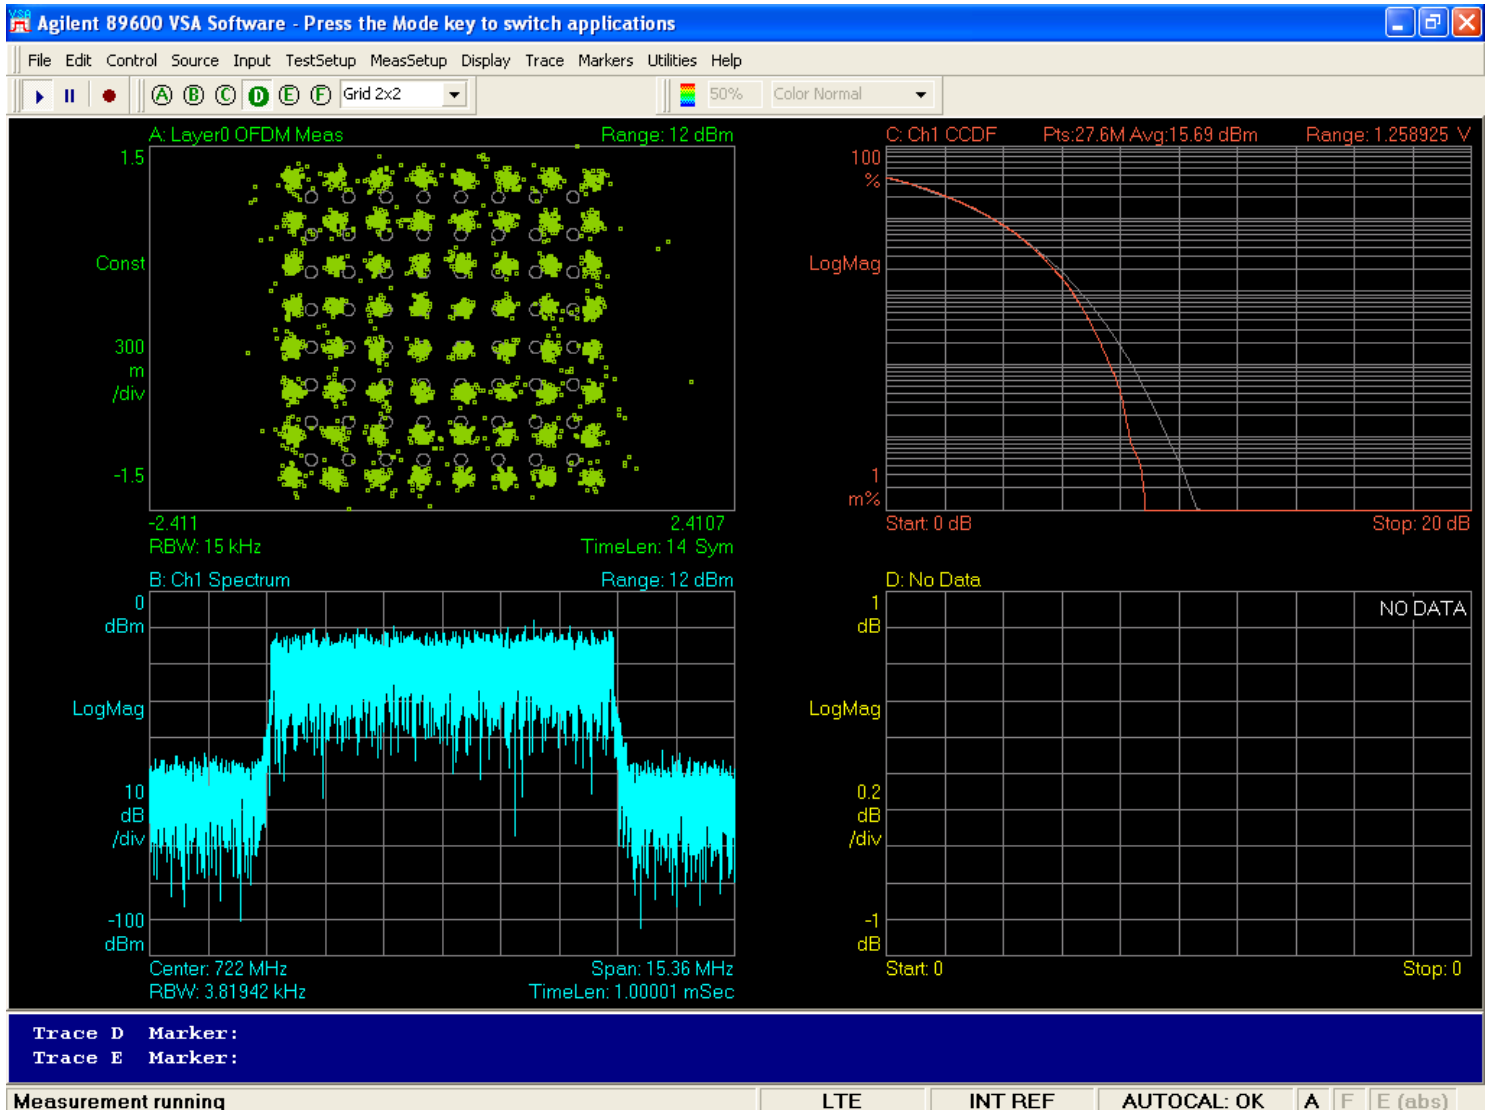 VSA Agilent 89600 VSA Software - Press the Mode key to switch applications
File Edit Control Source Input TestSetup MeasSetup Display Trace Markers Utilities Help
A B C D E F Grid 2x2 50% Color Normal
A: Layer0 OFDM Meas Range: 12 dBm
1.5
Const
300
m
/div
-1.5
-2.411 2.4107
RBW: 15 kHz TimeLen: 14 Sym
C: Ch1 CCDF Pts:27.6M Avg:15.69 dBm Range: 1.258925 V
100
%
LogMag
1
m%
Start: 0 dB Stop: 20 dB
B: Ch1 Spectrum Range: 12 dBm
0
dBm
LogMag
10
dB
/div
-100
dBm
Center: 722 MHz Span: 15.36 MHz
RBW: 3.81942 kHz TimeLen: 1.00001 mSec
D: No Data
1
dB
NO DATA
LogMag
0.2
dB
/div
-1
dB
Start: 0 Stop: 0
Trace D Marker:
Trace E Marker:
Measurement running LTE INT REF AUTOCAL: OK A F E (abs)